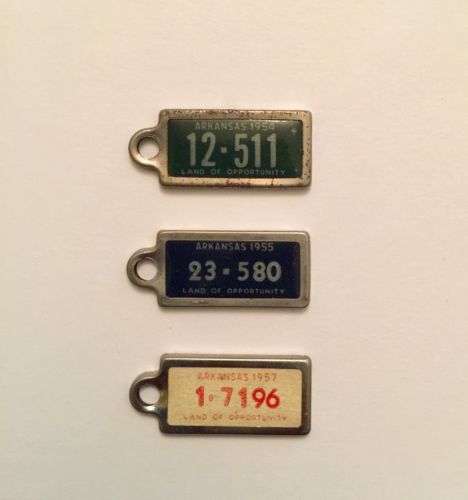 ARKANSAS 1954
12-511
LAND OF OPPORTUNITY
ARKANSAS 1955
23-580
LAND OF OPPORTUNITY
ARKANSAS 1957
1-7196
LAND OF OPPORTUNITY